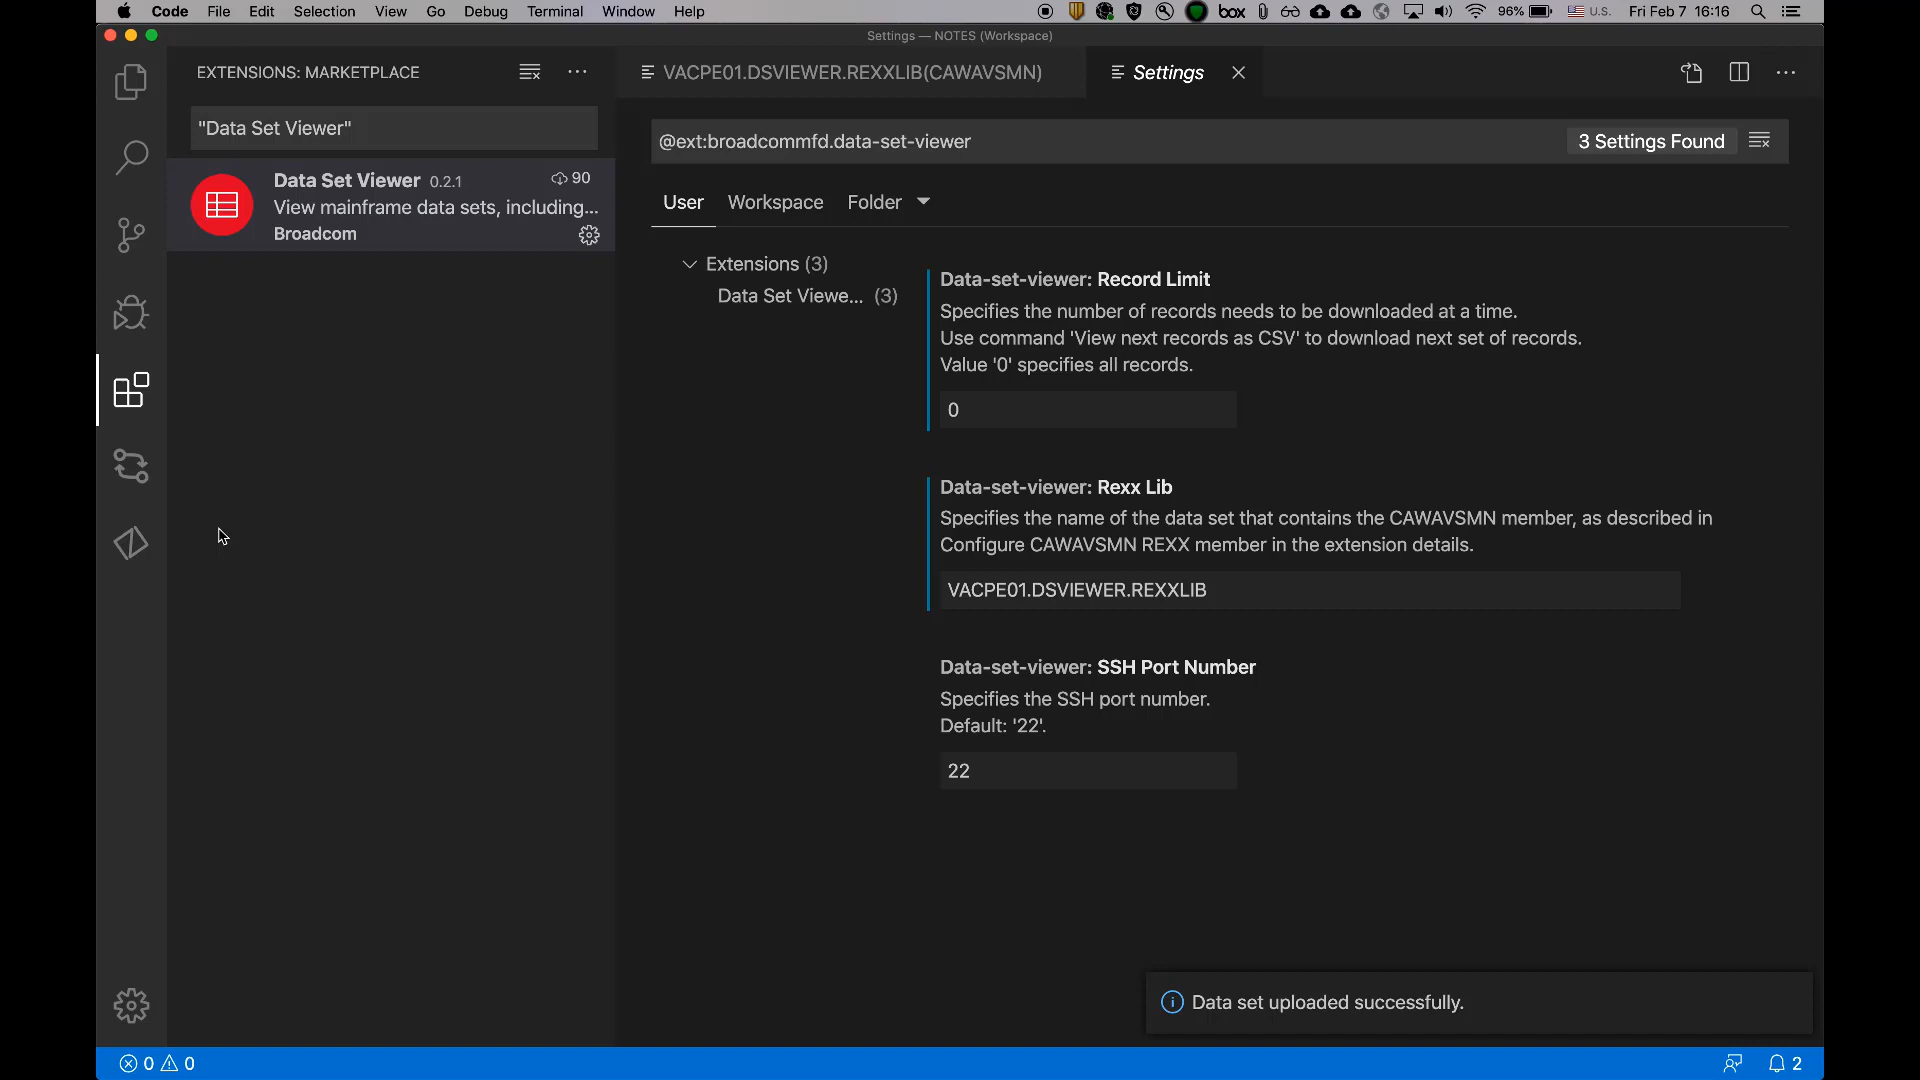 Code File Edit Selection View Go Debug Terminal Window Help
box 96% U.S. Fri Feb 7 16:16
Settings — NOTES (Workspace)
EXTENSIONS: MARKETPLACE
"Data Set Viewer"
Data Set Viewer 0.2.1 90
View mainframe data sets, including...
Broadcom
VACPE01.DSVIEWER.REXXLIB(CAWAVSMN)
Settings
@ext:broadcommfd.data-set-viewer
3 Settings Found
User Workspace Folder
Extensions (3)
Data Set Viewe... (3)
Data-set-viewer: Record Limit
Specifies the number of records needs to be downloaded at a time.
Use command 'View next records as CSV' to download next set of records.
Value '0' specifies all records.
0
Data-set-viewer: Rexx Lib
Specifies the name of the data set that contains the CAWAVSMN member, as described in
Configure CAWAVSMN REXX member in the extension details.
VACPE01.DSVIEWER.REXXLIB
Data-set-viewer: SSH Port Number
Specifies the SSH port number.
Default: '22'.
22
Data set uploaded successfully.
0 0
2